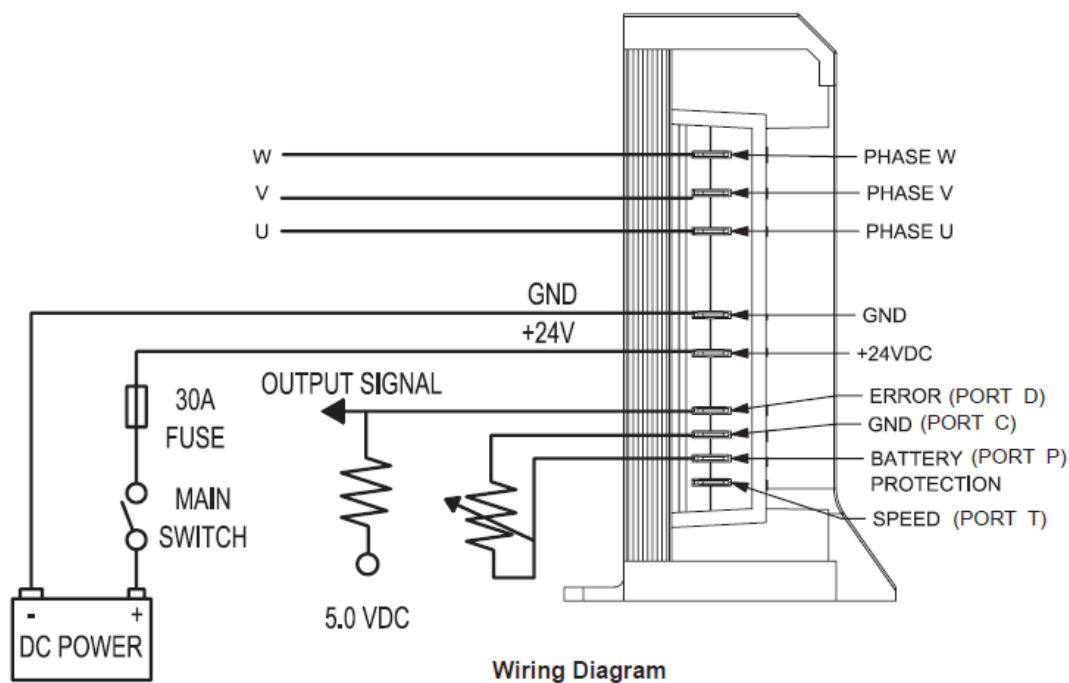 W
PHASE W
V
PHASE V
U
PHASE U
GND
GND
+24V
+24VDC
OUTPUT SIGNAL
ERROR (PORT D)
30A
FUSE
GND (PORT C)
BATTERY (PORT P)
PROTECTION
MAIN
SWITCH
SPEED (PORT T)
5.0 VDC
- +
DC POWER
Wiring Diagram